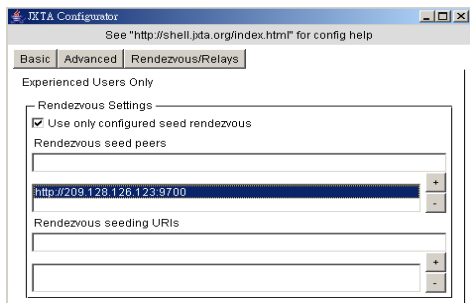 JXTA Configurator
See "http://shell.jxta.org/index.html" for config help
Basic Advanced Rendezvous/Relays
Experienced Users Only
Rendezvous Settings
Use only configured seed rendezvous
Rendezvous seed peers
+
http://209.128.126.123:9700
-
Rendezvous seeding URIs
+
-